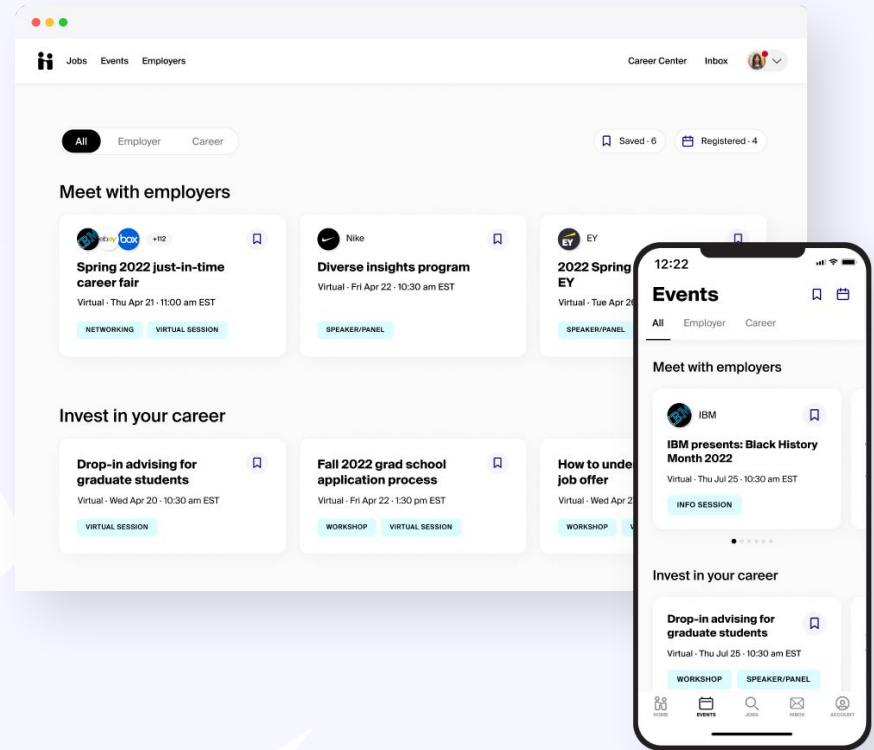 Jobs Events Employers
Career Center Inbox
All Employer Career
Saved · 6 Registered · 4
Meet with employers
IBM ebay box +112
Spring 2022 just-in-time
career fair
Virtual · Thu Apr 21 · 11:00 am EST
NETWORKING VIRTUAL SESSION
Nike
Diverse insights program
Virtual · Fri Apr 22 · 10:30 am EST
SPEAKER/PANEL
EY EY
2022 Spring
EY
Virtual · Tue Apr 26
SPEAKER/PANEL
Invest in your career
Drop-in advising for
graduate students
Virtual · Wed Apr 20 · 10:30 am EST
VIRTUAL SESSION
Fall 2022 grad school
application process
Virtual · Fri Apr 22 · 1:30 pm EST
WORKSHOP VIRTUAL SESSION
How to unde
job offer
Virtual · Wed Apr 2
WORKSHOP
12:22
Events
All Employer Career
Meet with employers
IBM IBM
IBM presents: Black History
Month 2022
Virtual · Thu Jul 25 · 10:30 am EST
INFO SESSION
Invest in your career
Drop-in advising for
graduate students
Virtual · Thu Jul 25 · 10:30 am EST
WORKSHOP SPEAKER/PANEL
HOME EVENTS JOBS INBOX ACCOUNT